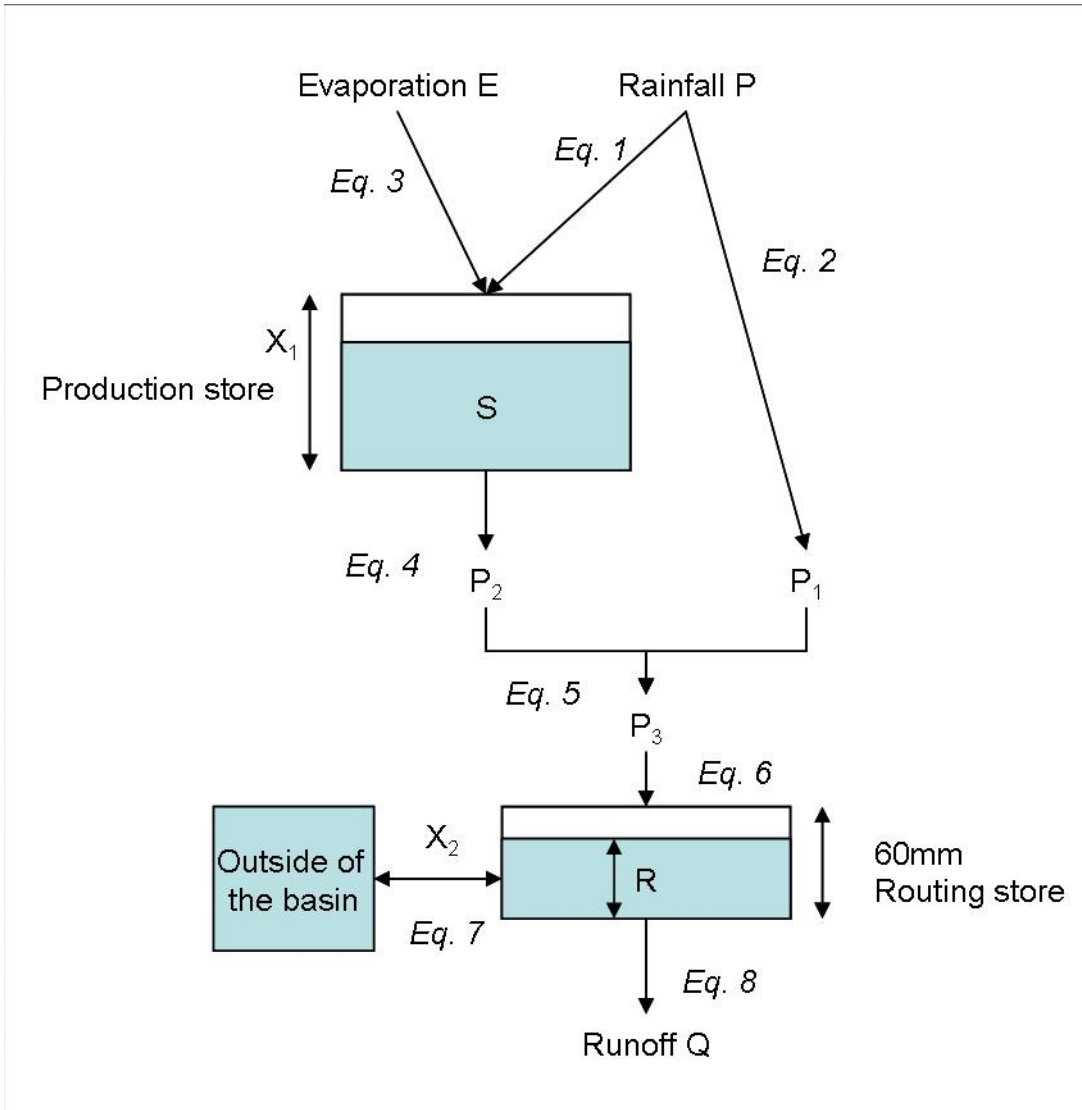 Evaporation E
Rainfall P
Eq. 1
Eq. 3
Eq. 2
X₁
Production store
S
Eq. 4
P₂
P₁
Eq. 5
P₃
Eq. 6
Outside of
the basin
X₂
R
60mm
Routing store
Eq. 7
Eq. 8
Runoff Q